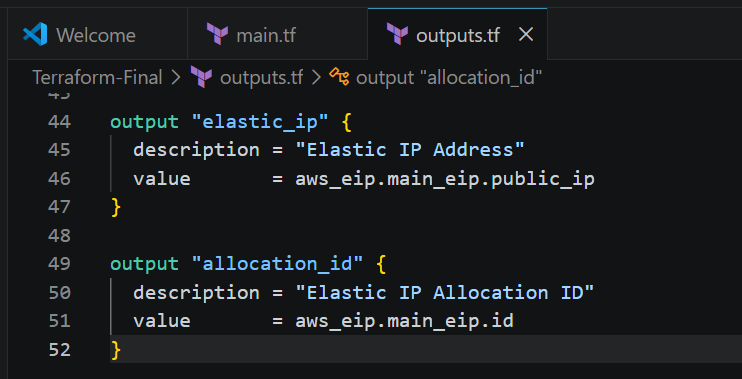 Welcome main.tf outputs.tf
Terraform-Final > outputs.tf > output "allocation_id"
43
44 output "elastic_ip" {
45   description = "Elastic IP Address"
46   value       = aws_eip.main_eip.public_ip
47 }
48
49 output "allocation_id" {
50   description = "Elastic IP Allocation ID"
51   value       = aws_eip.main_eip.id
52 }